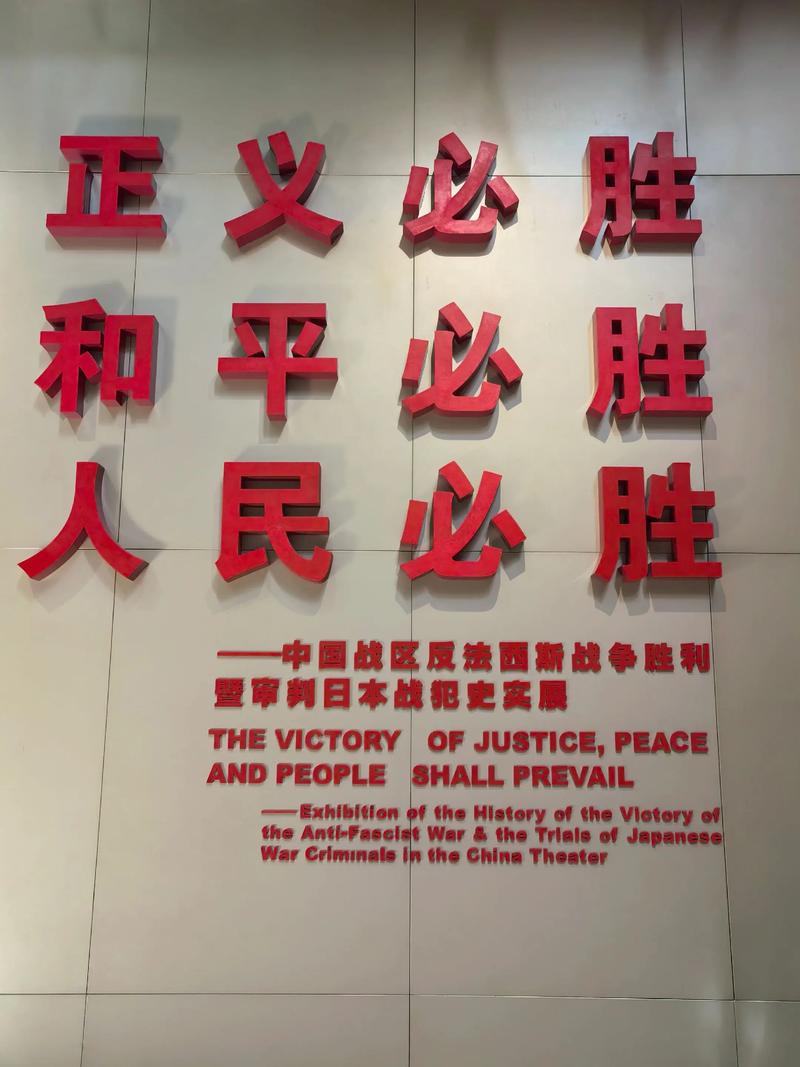 正义必胜
和平必胜
人民必胜
——中国战区反法西斯战争胜利
暨审判日本战犯史实展
THE VICTORY OF JUSTICE, PEACE
AND PEOPLE SHALL PREVAIL
——Exhibition of the History of the Victory of
the Anti-Fascist War & the Trials of Japanese
War Criminals in the China Theater